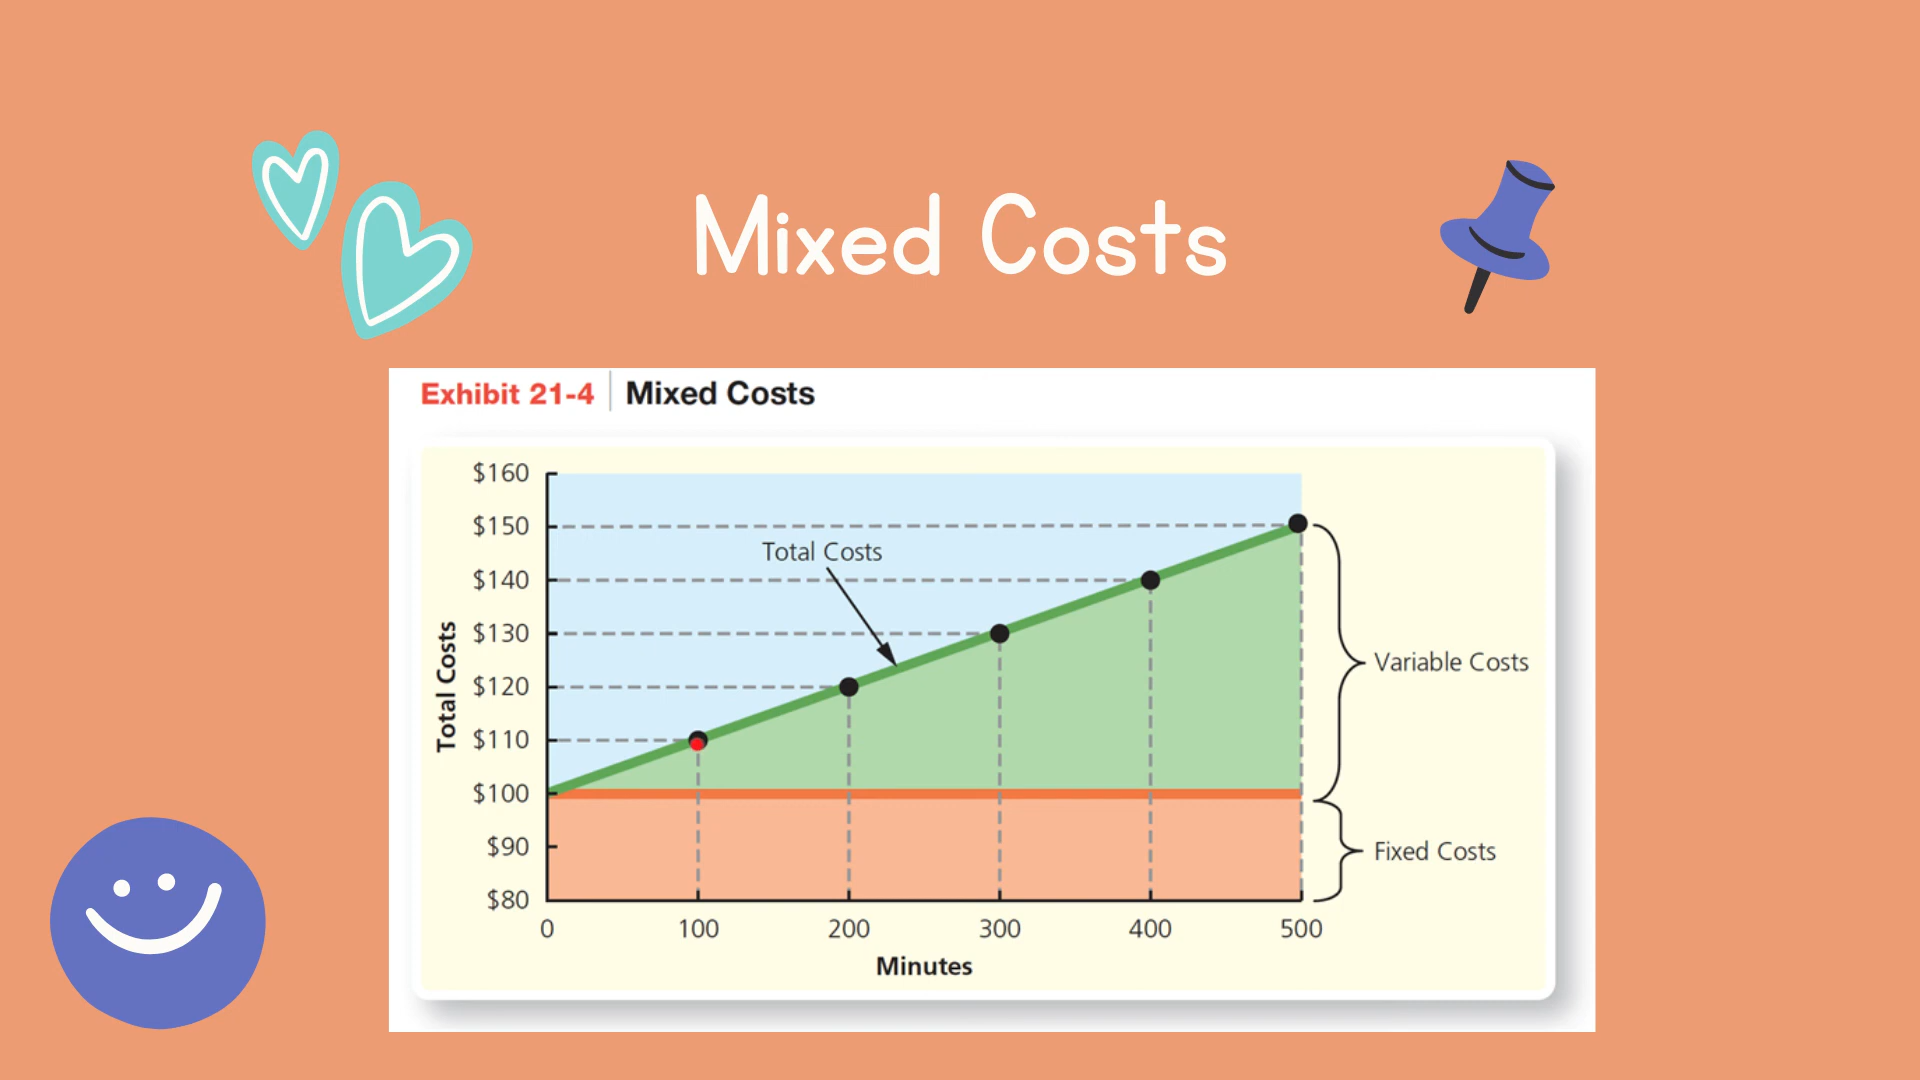 Mixed Costs
Exhibit 21-4 | Mixed Costs
$160
$150
$140
$130
$120
$110
$100
$90
$80
Total Costs
Total Costs
Variable Costs
Fixed Costs
0 100 200 300 400 500
Minutes